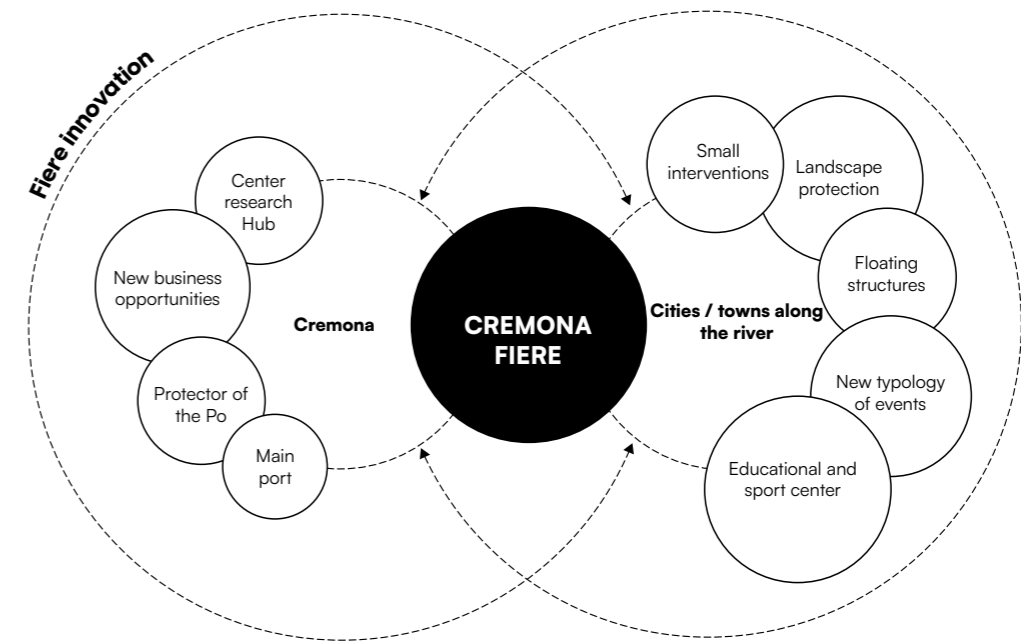 Fiere innovation
Center
research
Hub
New business
opportunities
Protector of
the Po
Main
port
Cremona
CREMONA
FIERE
Cities / towns along
the river
Small
interventions
Landscape
protection
Floating
structures
New typology
of events
Educational and
sport center